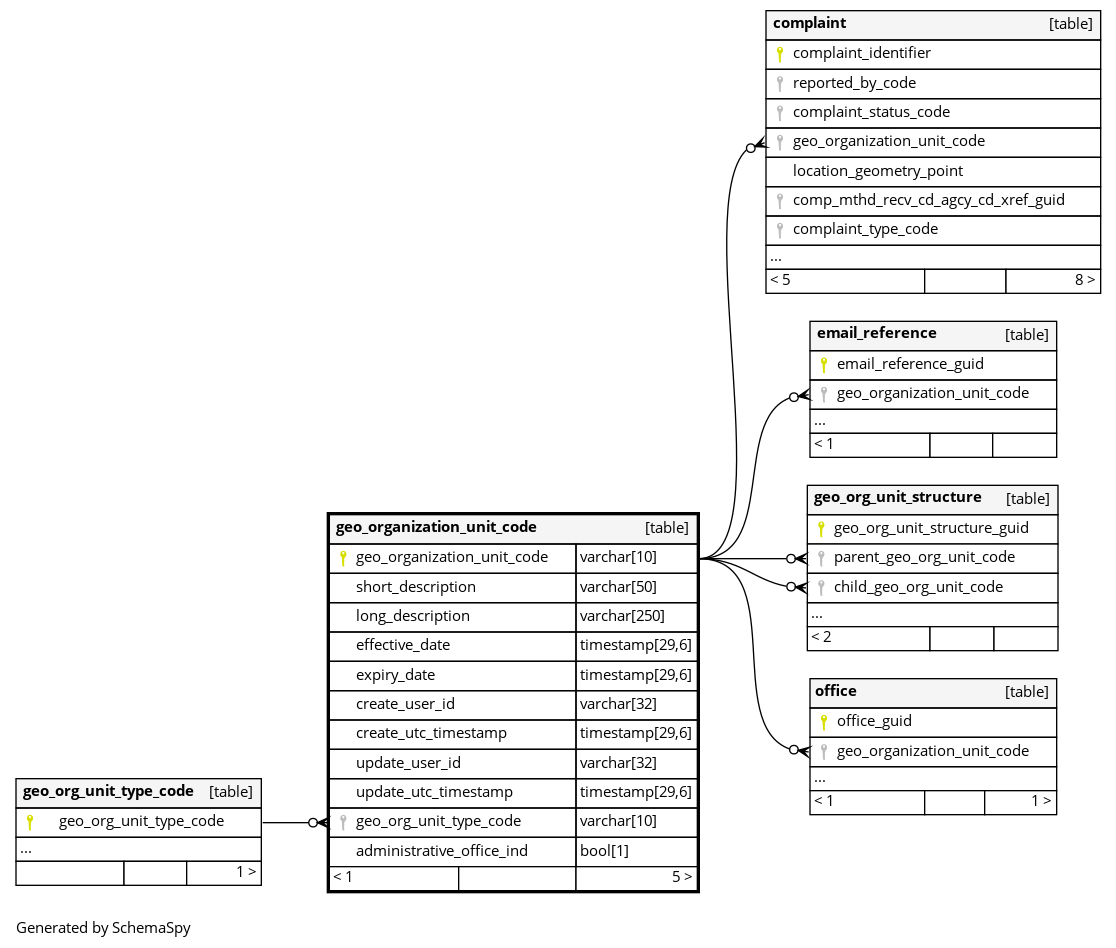 complaint [table]
complaint_identifier
reported_by_code
complaint_status_code
geo_organization_unit_code
location_geometry_point
comp_mthd_recv_cd_agcy_cd_xref_guid
complaint_type_code
...
< 5 8 >
email_reference [table]
email_reference_guid
geo_organization_unit_code
...
< 1
geo_org_unit_structure [table]
geo_org_unit_structure_guid
parent_geo_org_unit_code
child_geo_org_unit_code
...
< 2
office [table]
office_guid
geo_organization_unit_code
...
< 1 1 >
geo_organization_unit_code [table]
geo_organization_unit_code varchar[10]
short_description varchar[50]
long_description varchar[250]
effective_date timestamp[29,6]
expiry_date timestamp[29,6]
create_user_id varchar[32]
create_utc_timestamp timestamp[29,6]
update_user_id varchar[32]
update_utc_timestamp timestamp[29,6]
geo_org_unit_type_code varchar[10]
administrative_office_ind bool[1]
< 1 5 >
geo_org_unit_type_code [table]
geo_org_unit_type_code
...
1 >
Generated by SchemaSpy